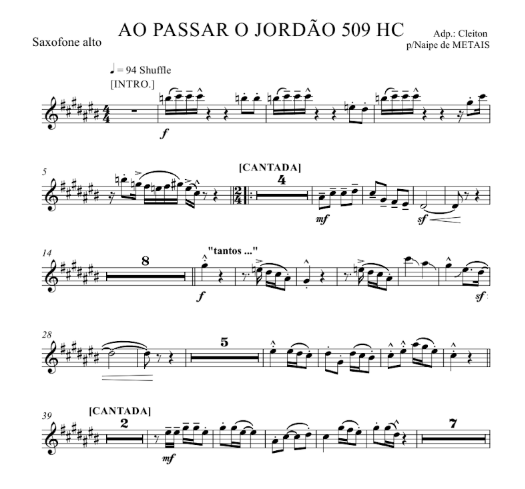 AO PASSAR O JORDÃO 509 HC
Saxofone alto
Adp.: Cleiton
p/Naipe de METAIS
♩ = 94 Shuffle
[INTRO.]
f
5
[CANTADA]
4
mf
sf
14
8
"tantos ..."
f
sf
28
5
39
[CANTADA]
2
mf
7